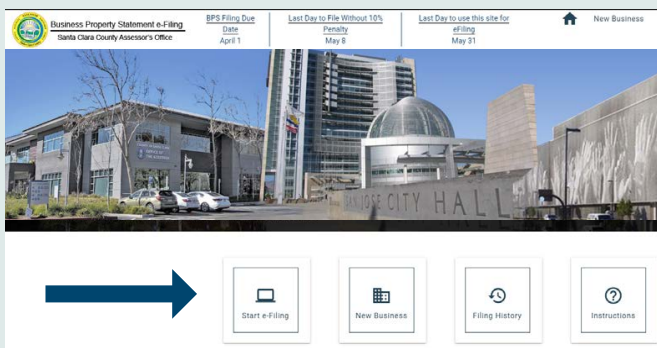 Business Property Statement e-Filing
Santa Clara County Assessor's Office
BPS Filing Due
Date
April 1
Last Day to File Without 10%
Penalty
May 8
Last Day to use this site for
eFiling
May 31
New Business
SAN JOSE CITY HALL
Start e-Filing
New Business
Filing History
Instructions